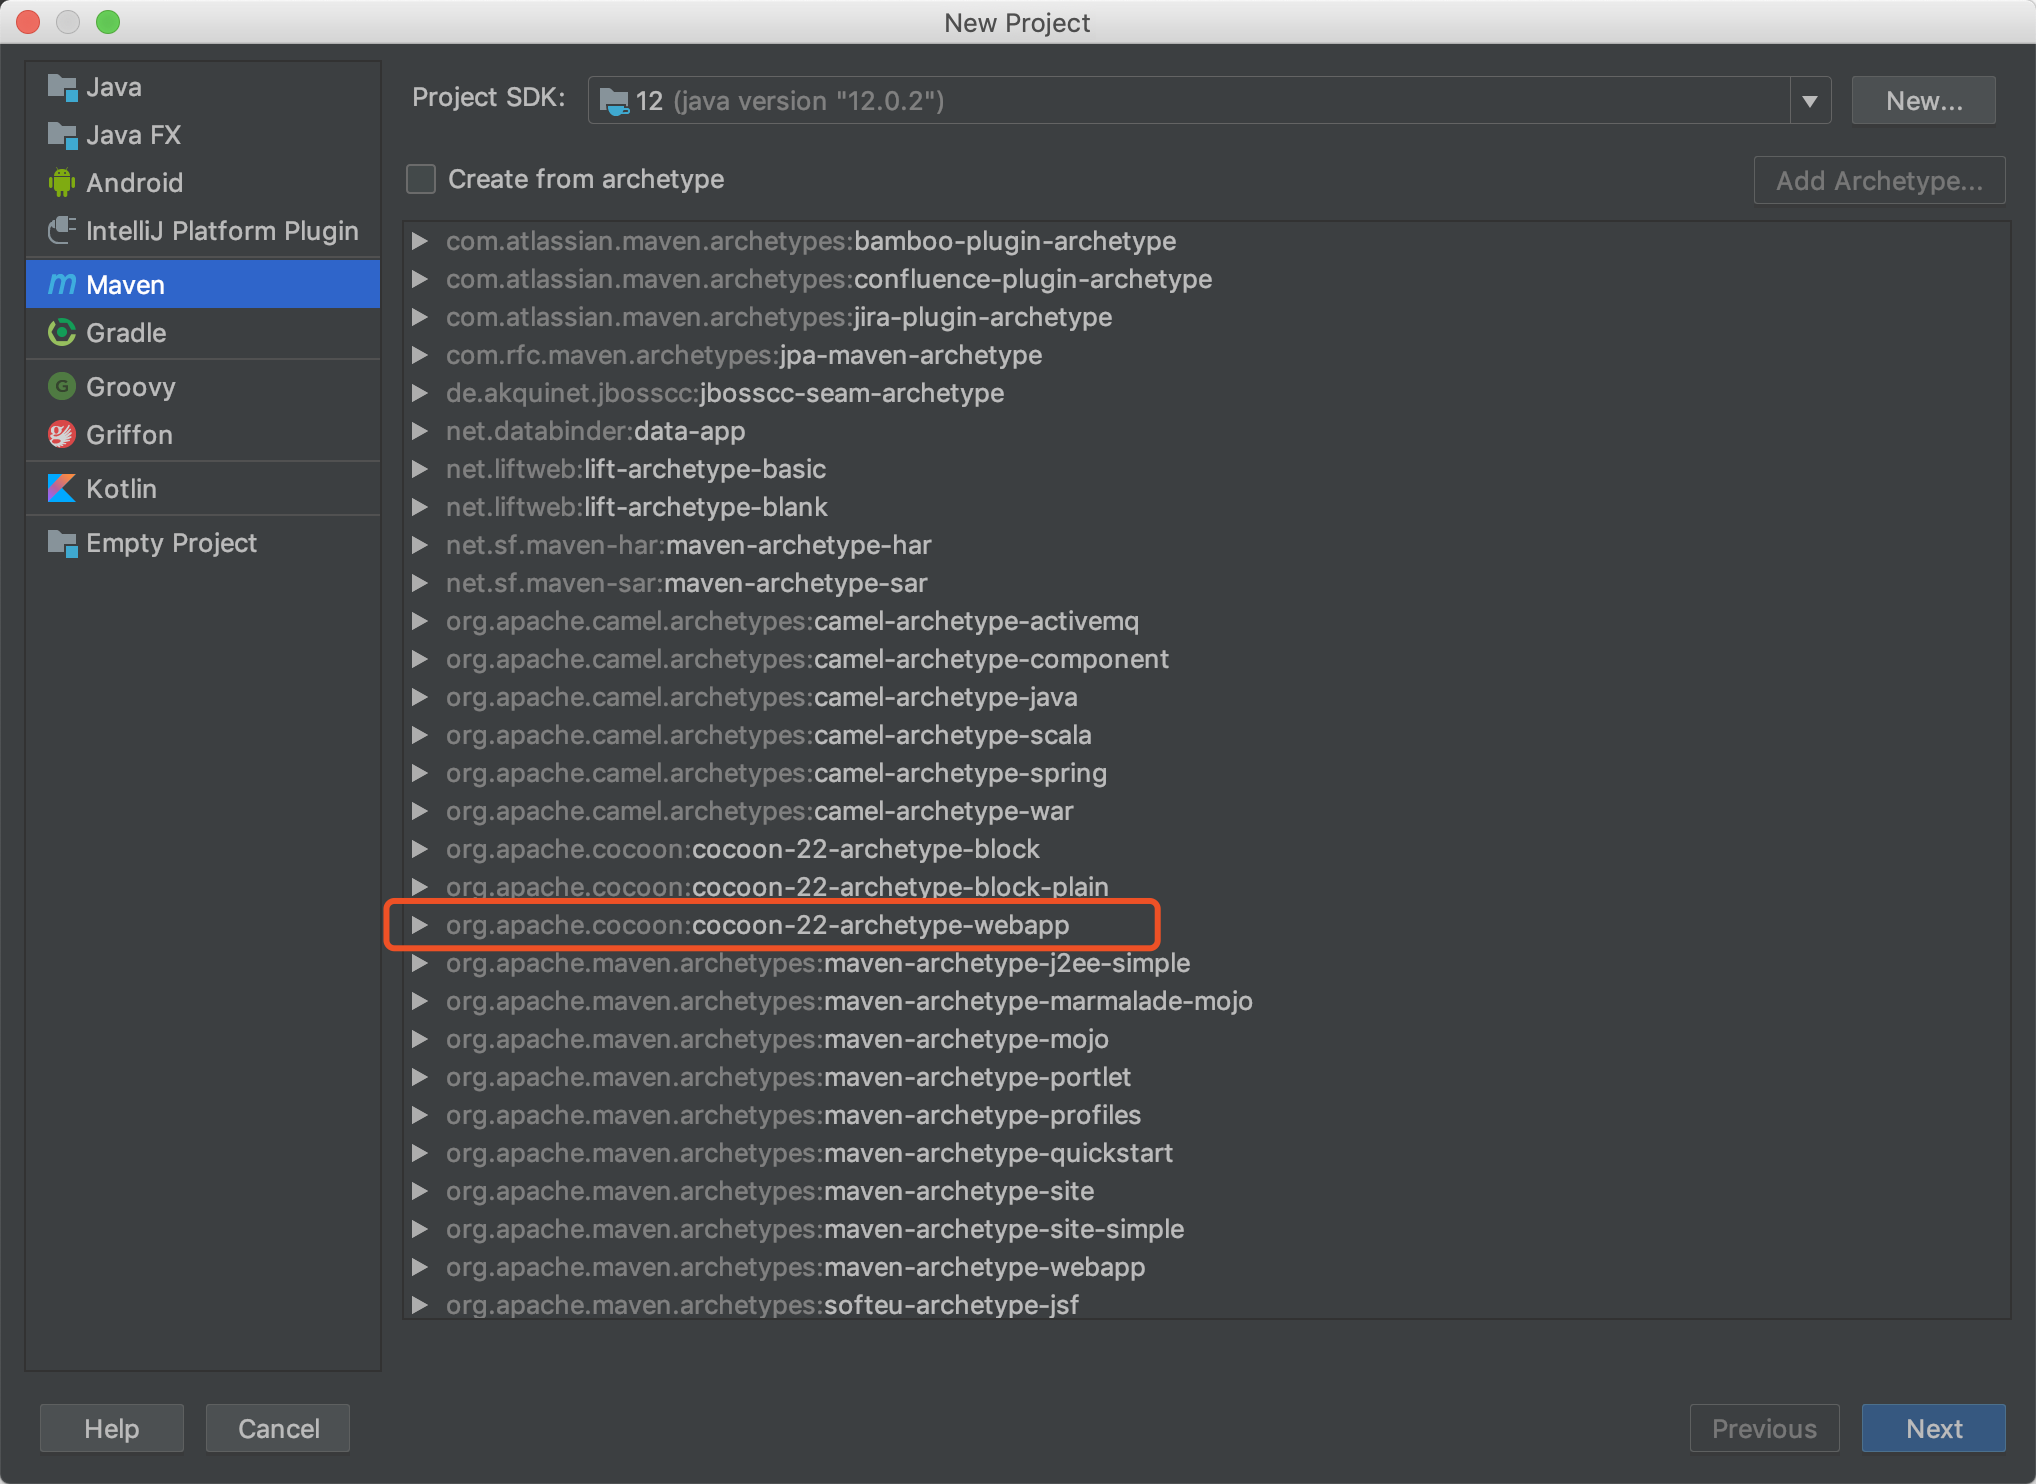 New Project
Java
Java FX
Android
IntelliJ Platform Plugin
Maven
Gradle
Groovy
Griffon
Kotlin
Empty Project
Project SDK: 12 (java version "12.0.2") New...
Create from archetype Add Archetype...
com.atlassian.maven.archetypes:bamboo-plugin-archetype
com.atlassian.maven.archetypes:confluence-plugin-archetype
com.atlassian.maven.archetypes:jira-plugin-archetype
com.rfc.maven.archetypes:jpa-maven-archetype
de.akquinet.jbosscc:jbosscc-seam-archetype
net.databinder:data-app
net.liftweb:lift-archetype-basic
net.liftweb:lift-archetype-blank
net.sf.maven-har:maven-archetype-har
net.sf.maven-sar:maven-archetype-sar
org.apache.camel.archetypes:camel-archetype-activemq
org.apache.camel.archetypes:camel-archetype-component
org.apache.camel.archetypes:camel-archetype-java
org.apache.camel.archetypes:camel-archetype-scala
org.apache.camel.archetypes:camel-archetype-spring
org.apache.camel.archetypes:camel-archetype-war
org.apache.cocoon:cocoon-22-archetype-block
org.apache.cocoon:cocoon-22-archetype-block-plain
org.apache.cocoon:cocoon-22-archetype-webapp
org.apache.maven.archetypes:maven-archetype-j2ee-simple
org.apache.maven.archetypes:maven-archetype-marmalade-mojo
org.apache.maven.archetypes:maven-archetype-mojo
org.apache.maven.archetypes:maven-archetype-portlet
org.apache.maven.archetypes:maven-archetype-profiles
org.apache.maven.archetypes:maven-archetype-quickstart
org.apache.maven.archetypes:maven-archetype-site
org.apache.maven.archetypes:maven-archetype-site-simple
org.apache.maven.archetypes:maven-archetype-webapp
org.apache.maven.archetypes:softeu-archetype-jsf
Help Cancel Previous Next